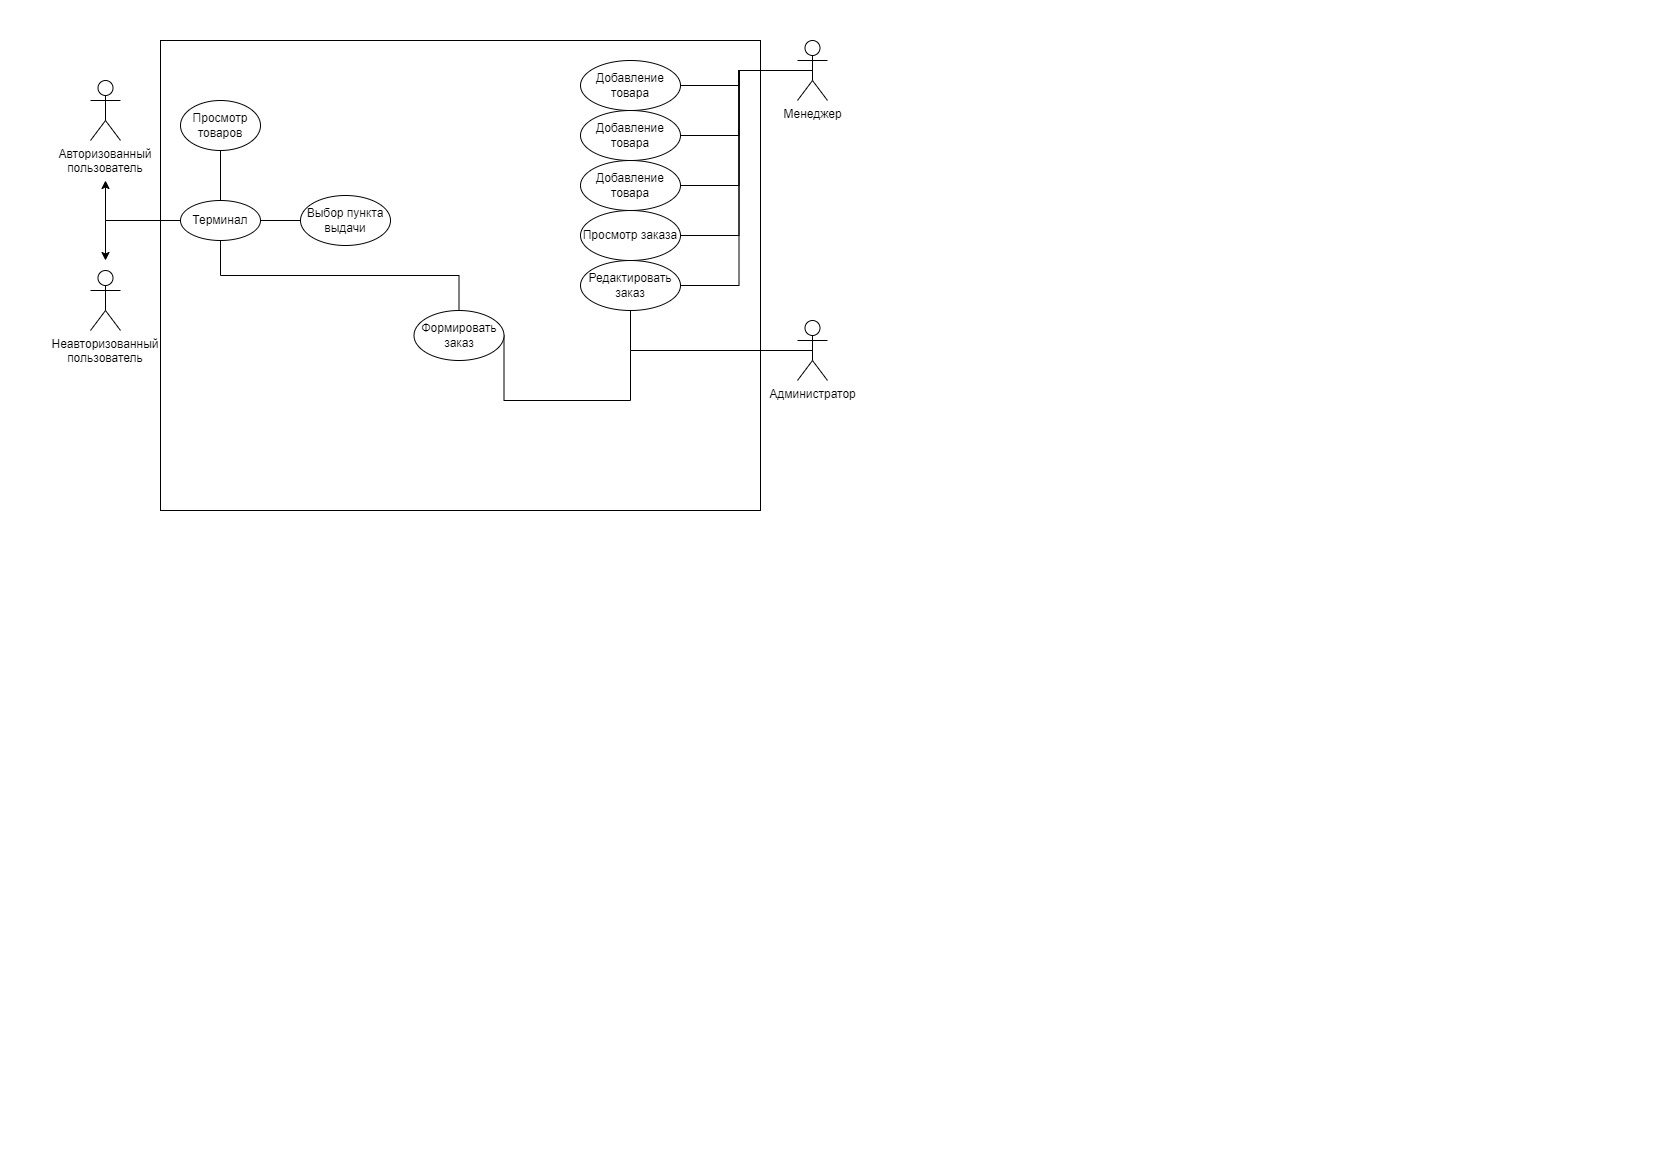 Авторизованный
пользователь
Неавторизованный
пользователь
Просмотр
товаров
Терминал
Выбор пункта
выдачи
Формировать
заказ
Добавление
товара
Добавление
товара
Добавление
товара
Просмотр заказа
Редактировать
заказ
Менеджер
Администратор